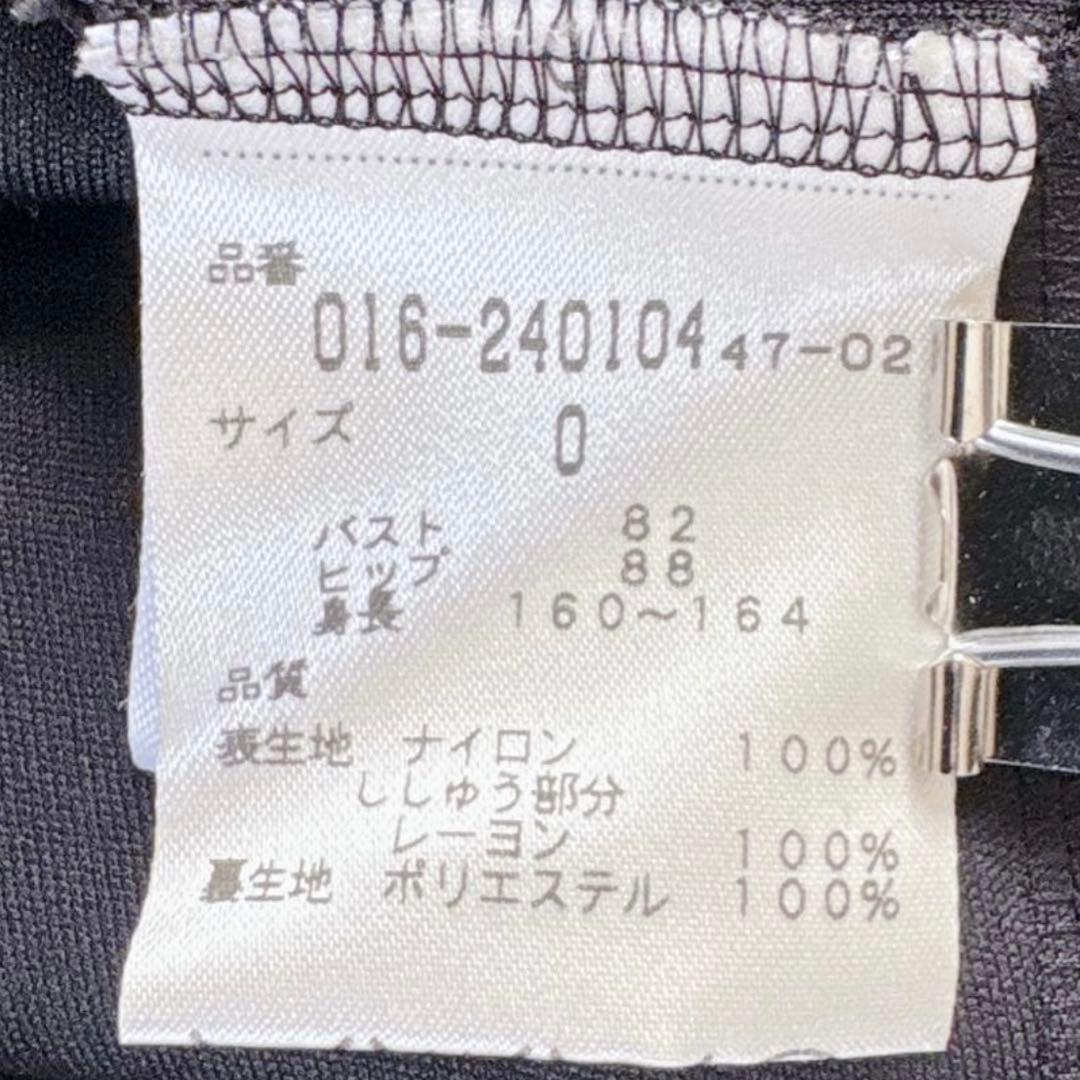 品番
016-240104 47-02
サイズ 0
バスト 82
ヒップ 88
身長 160～164
品質
表生地 ナイロン 100%
ししゅう部分
レーヨン 100%
裏生地 ポリエステル 100%